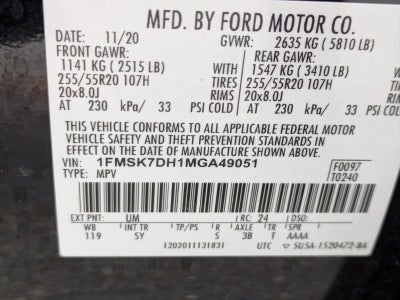 MFD. BY FORD MOTOR CO.
DATE: 11/20 GVWR: 2635 KG ( 5810 LB)
FRONT GAWR: REAR GAWR:
1141 KG ( 2515 LB) WITH 1547 KG ( 3410 LB)
255/55R20 107H TIRES 255/55R20 107H
20x8.0J RIMS 20x8.0J
AT 230 kPa/ 33 PSI COLD AT 230 kPa/ 33 PSI COLD
THIS VEHICLE CONFORMS TO ALL APPLICABLE FEDERAL MOTOR
VEHICLE SAFETY AND THEFT PREVENTION STANDARDS
IN EFFECT ON THE DATE OF MANUFACTURE SHOWN ABOVE.
VIN: 1FMSK7DH1MGA49051
TYPE: MPV
F0097
T0240
EXT PNT: UM RC: 24 DSO:
WB INT TR TP/PS R AXLE TR
119 SY S 3B T AAAA
1202011131831 UTC 5U5A-1520472-BA